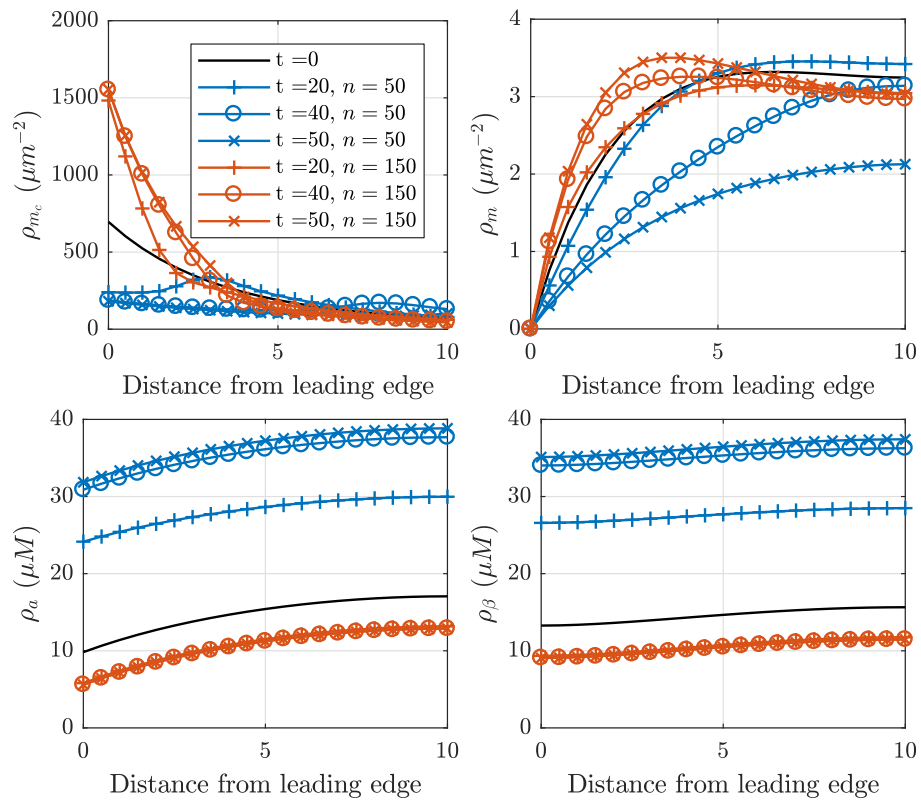 2000
1500
1000
500
0
0
5
10
ρ_{m_c} (μm^{−2})
Distance from leading edge
t =0
t =20, n = 50
t =40, n = 50
t =50, n = 50
t =20, n = 150
t =40, n = 150
t =50, n = 150
4
3
2
1
0
0
5
10
ρ_m (μm^{−2})
Distance from leading edge
40
30
20
10
0
0
5
10
ρ_a (μM)
Distance from leading edge
40
30
20
10
0
0
5
10
ρ_β (μM)
Distance from leading edge